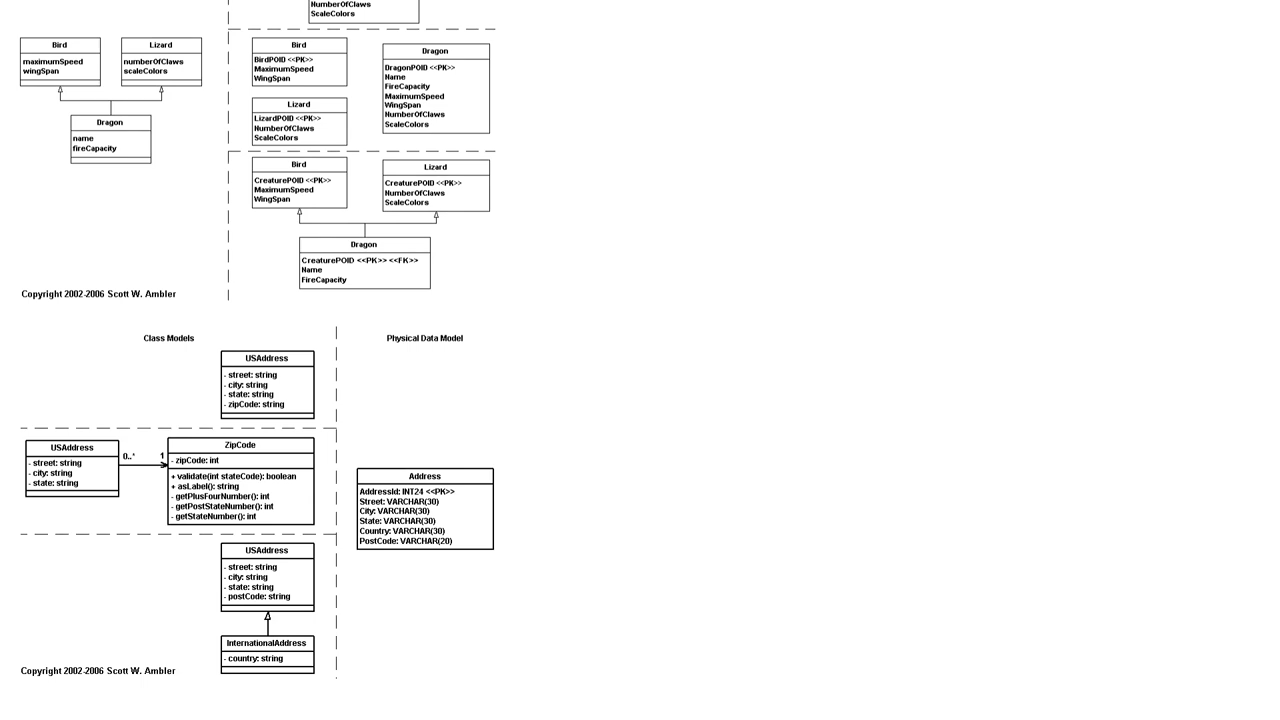 NumberOfClaws
ScaleColors
Bird
maximumSpeed
wingSpan
Lizard
numberOfClaws
scaleColors
Dragon
name
fireCapacity
Bird
BirdPOID <<PK>>
MaximumSpeed
WingSpan
Lizard
LizardPOID <<PK>>
NumberOfClaws
ScaleColors
Dragon
DragonPOID <<PK>>
Name
FireCapacity
MaximumSpeed
WingSpan
NumberOfClaws
ScaleColors
Bird
CreaturePOID <<PK>>
MaximumSpeed
WingSpan
Lizard
CreaturePOID <<PK>>
NumberOfClaws
ScaleColors
Dragon
CreaturePOID <<PK>> <<FK>>
Name
FireCapacity
Copyright 2002-2006 Scott W. Ambler
Class Models
Physical Data Model
USAddress
- street: string
- city: string
- state: string
- zipCode: string
USAddress
- street: string
- city: string
- state: string
0..*
1
ZipCode
- zipCode: int
+ validate(int stateCode): boolean
+ asLabel(): string
- getPlusFourNumber(): int
- getPostStateNumber(): int
- getStateNumber(): int
Address
AddressId: INT24 <<PK>>
Street: VARCHAR(30)
City: VARCHAR(30)
State: VARCHAR(30)
Country: VARCHAR(30)
PostCode: VARCHAR(20)
USAddress
- street: string
- city: string
- state: string
- postCode: string
InternationalAddress
- country: string
Copyright 2002-2006 Scott W. Ambler